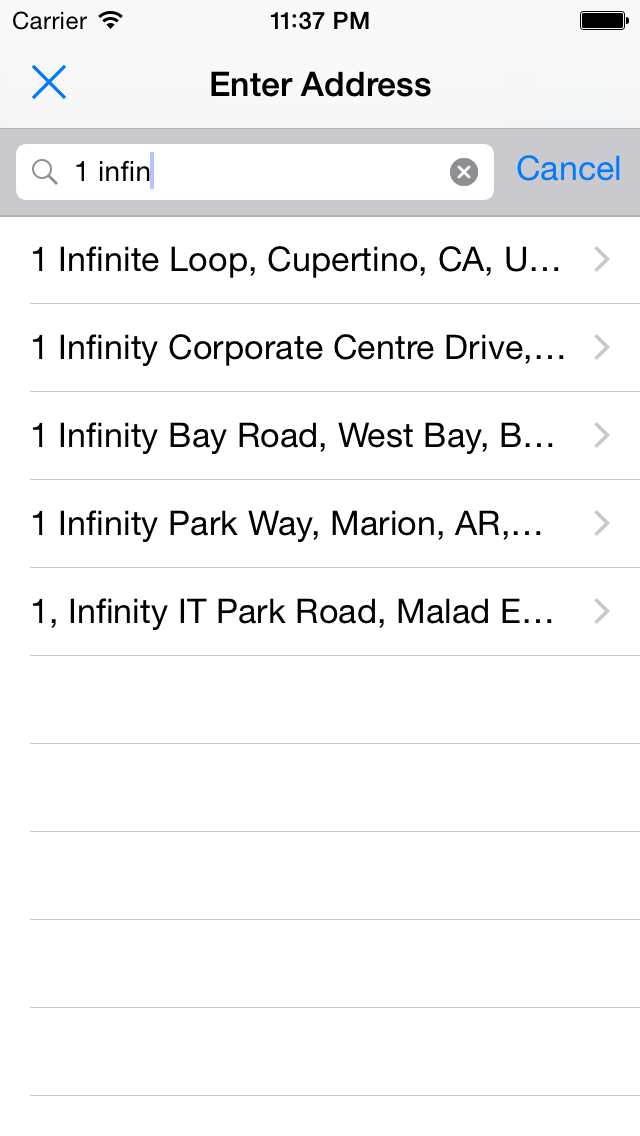 Carrier 11:37 PM
Enter Address
1 infin Cancel
1 Infinite Loop, Cupertino, CA, U...
1 Infinity Corporate Centre Drive,...
1 Infinity Bay Road, West Bay, B...
1 Infinity Park Way, Marion, AR,...
1, Infinity IT Park Road, Malad E...